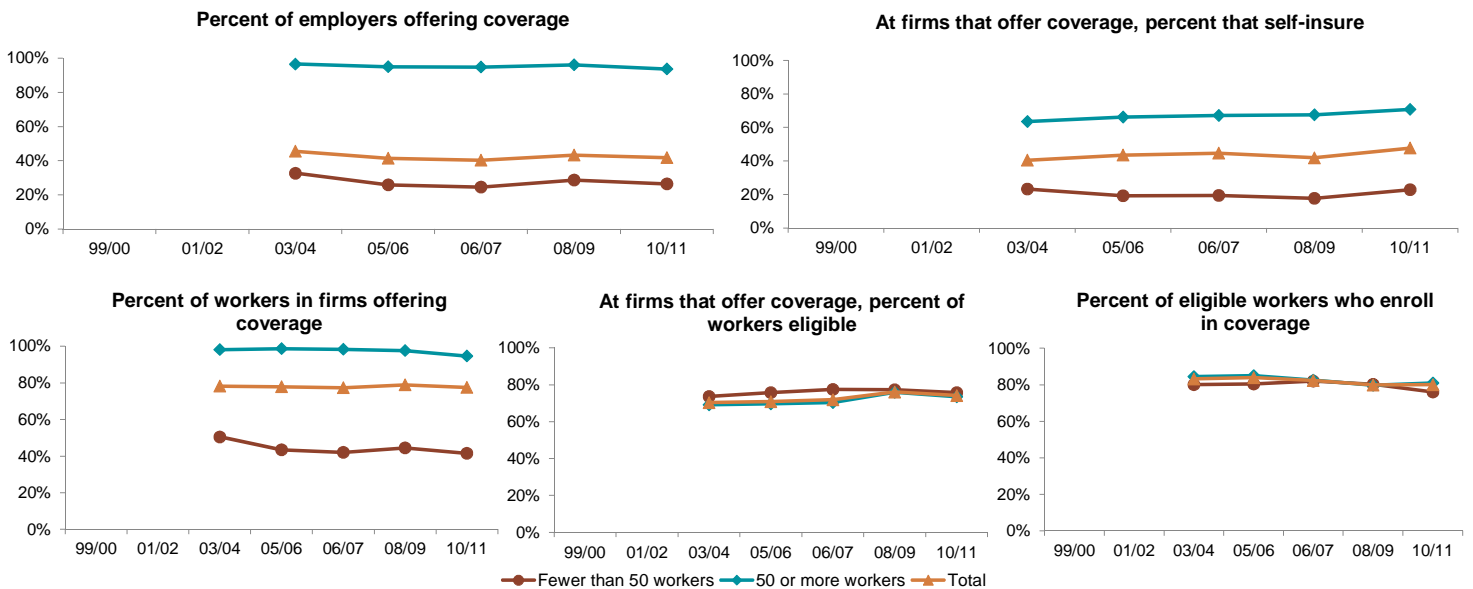 Percent of employers offering coverage
100%
80%
60%
40%
20%
0%
99/00 01/02 03/04 05/06 06/07 08/09 10/11
At firms that offer coverage, percent that self-insure
100%
80%
60%
40%
20%
0%
99/00 01/02 03/04 05/06 06/07 08/09 10/11
Percent of workers in firms offering
coverage
100%
80%
60%
40%
20%
0%
99/00 01/02 03/04 05/06 06/07 08/09 10/11
At firms that offer coverage, percent of
workers eligible
100%
80%
60%
40%
20%
0%
99/00 01/02 03/04 05/06 06/07 08/09 10/11
Percent of eligible workers who enroll
in coverage
100%
80%
60%
40%
20%
0%
99/00 01/02 03/04 05/06 06/07 08/09 10/11
Fewer than 50 workers 50 or more workers Total